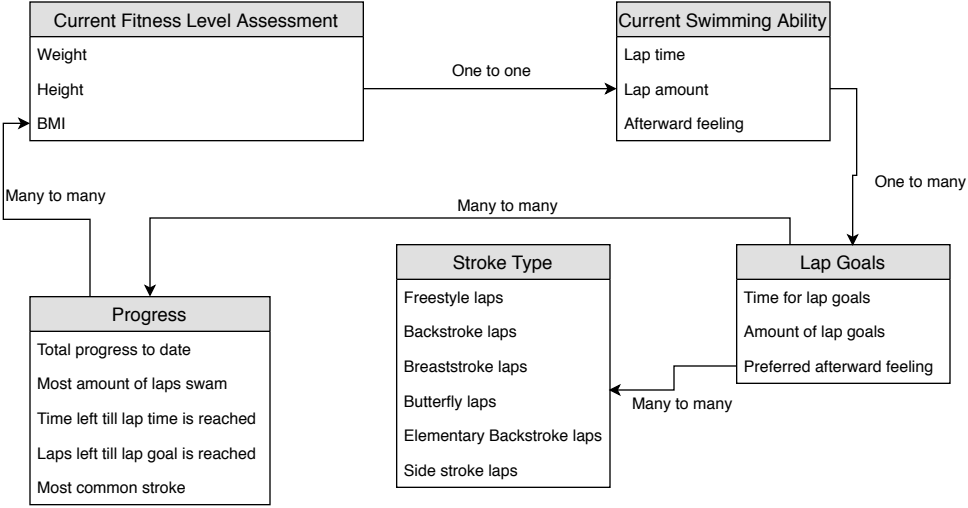 Current Fitness Level Assessment
Weight
Height
BMI
One to one
Current Swimming Ability
Lap time
Lap amount
Afterward feeling
One to many
Many to many
Many to many
Stroke Type
Freestyle laps
Backstroke laps
Breaststroke laps
Butterfly laps
Elementary Backstroke laps
Side stroke laps
Lap Goals
Time for lap goals
Amount of lap goals
Preferred afterward feeling
Many to many
Progress
Total progress to date
Most amount of laps swam
Time left till lap time is reached
Laps left till lap goal is reached
Most common stroke